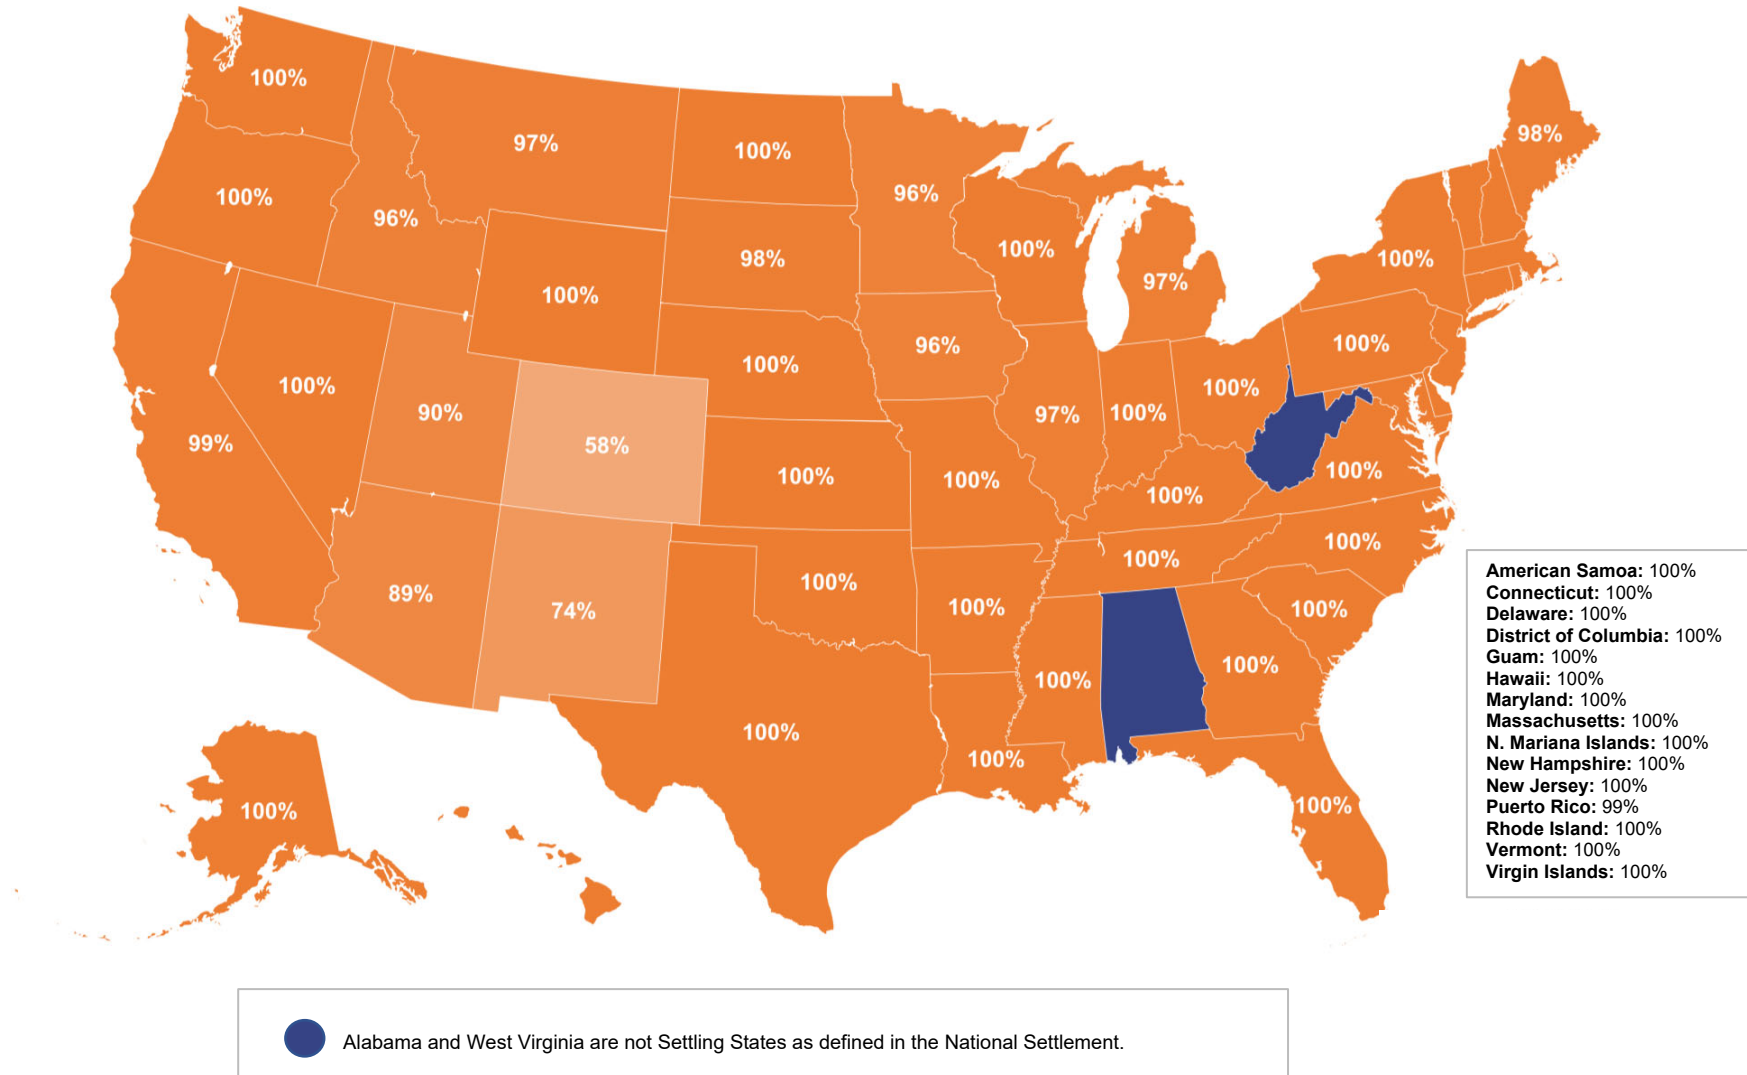 100%
97%
100%
98%
100%
96%
96%
98%
100%
100%
97%
100%
100%
100%
96%
100%
100%
100%
90%
58%
97%
100%
100%
99%
100%
100%
100%
100%
100%
100%
89%
74%
100%
100%
100%
100%
100%
100%
100%
100%
100%
100%
American Samoa: 100%
Connecticut: 100%
Delaware: 100%
District of Columbia: 100%
Guam: 100%
Hawaii: 100%
Maryland: 100%
Massachusetts: 100%
N. Mariana Islands: 100%
New Hampshire: 100%
New Jersey: 100%
Puerto Rico: 99%
Rhode Island: 100%
Vermont: 100%
Virgin Islands: 100%
Alabama and West Virginia are not Settling States as defined in the National Settlement.